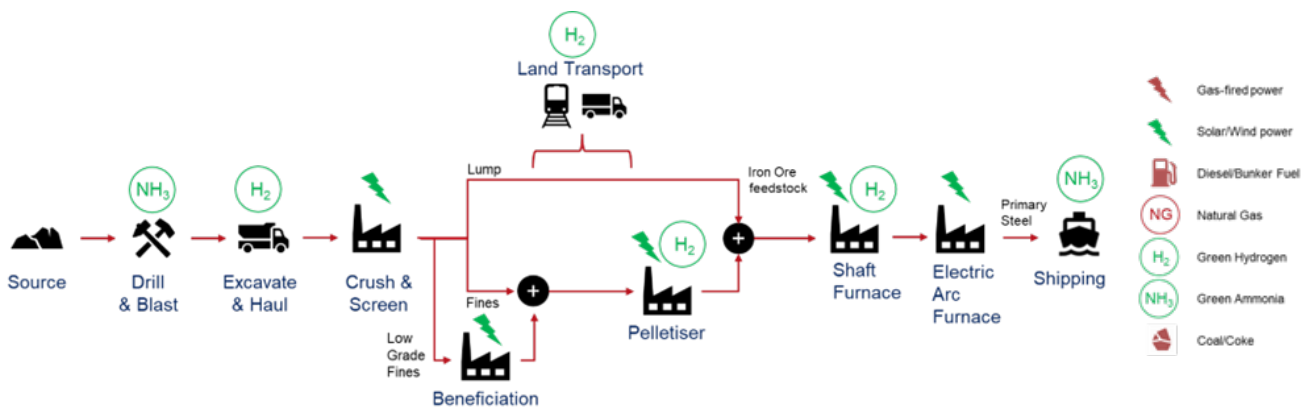 H₂
Land Transport
Lump
Iron Ore
feedstock
NH₃
H₂
H₂
H₂
NH₃
Primary
Steel
Source
Drill
& Blast
Excavate
& Haul
Crush &
Screen
Fines
Low
Grade
Fines
Beneficiation
Pelletiser
Shaft
Furnace
Electric
Arc
Furnace
Shipping
Gas-fired power
Solar/Wind power
Diesel/Bunker Fuel
NG
Natural Gas
H₂
Green Hydrogen
NH₃
Green Ammonia
Coal/Coke